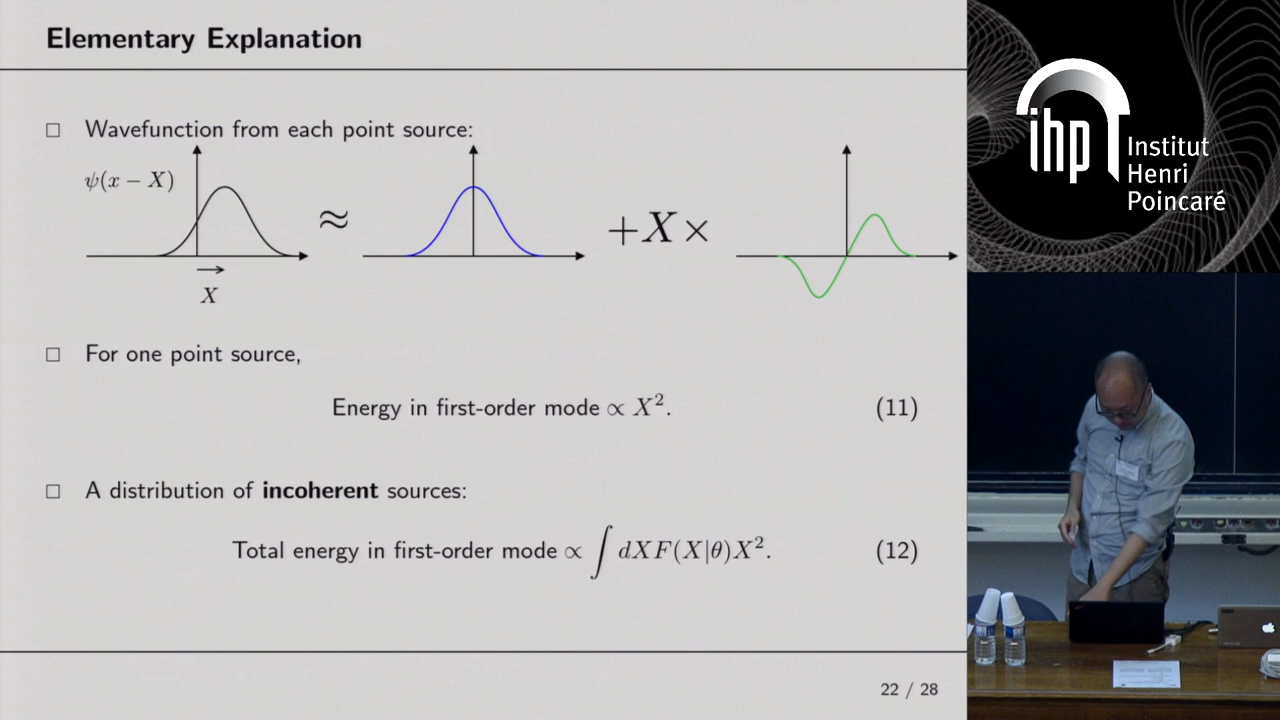 Elementary Explanation
Wavefunction from each point source:
ψ(x − X)
≈
+X×
X
For one point source,
Energy in first-order mode ∝ X². (11)
A distribution of incoherent sources:
Total energy in first-order mode ∝ ∫ dXF(X|θ)X². (12)
22 / 28
ihp
Institut
Henri
Poincaré